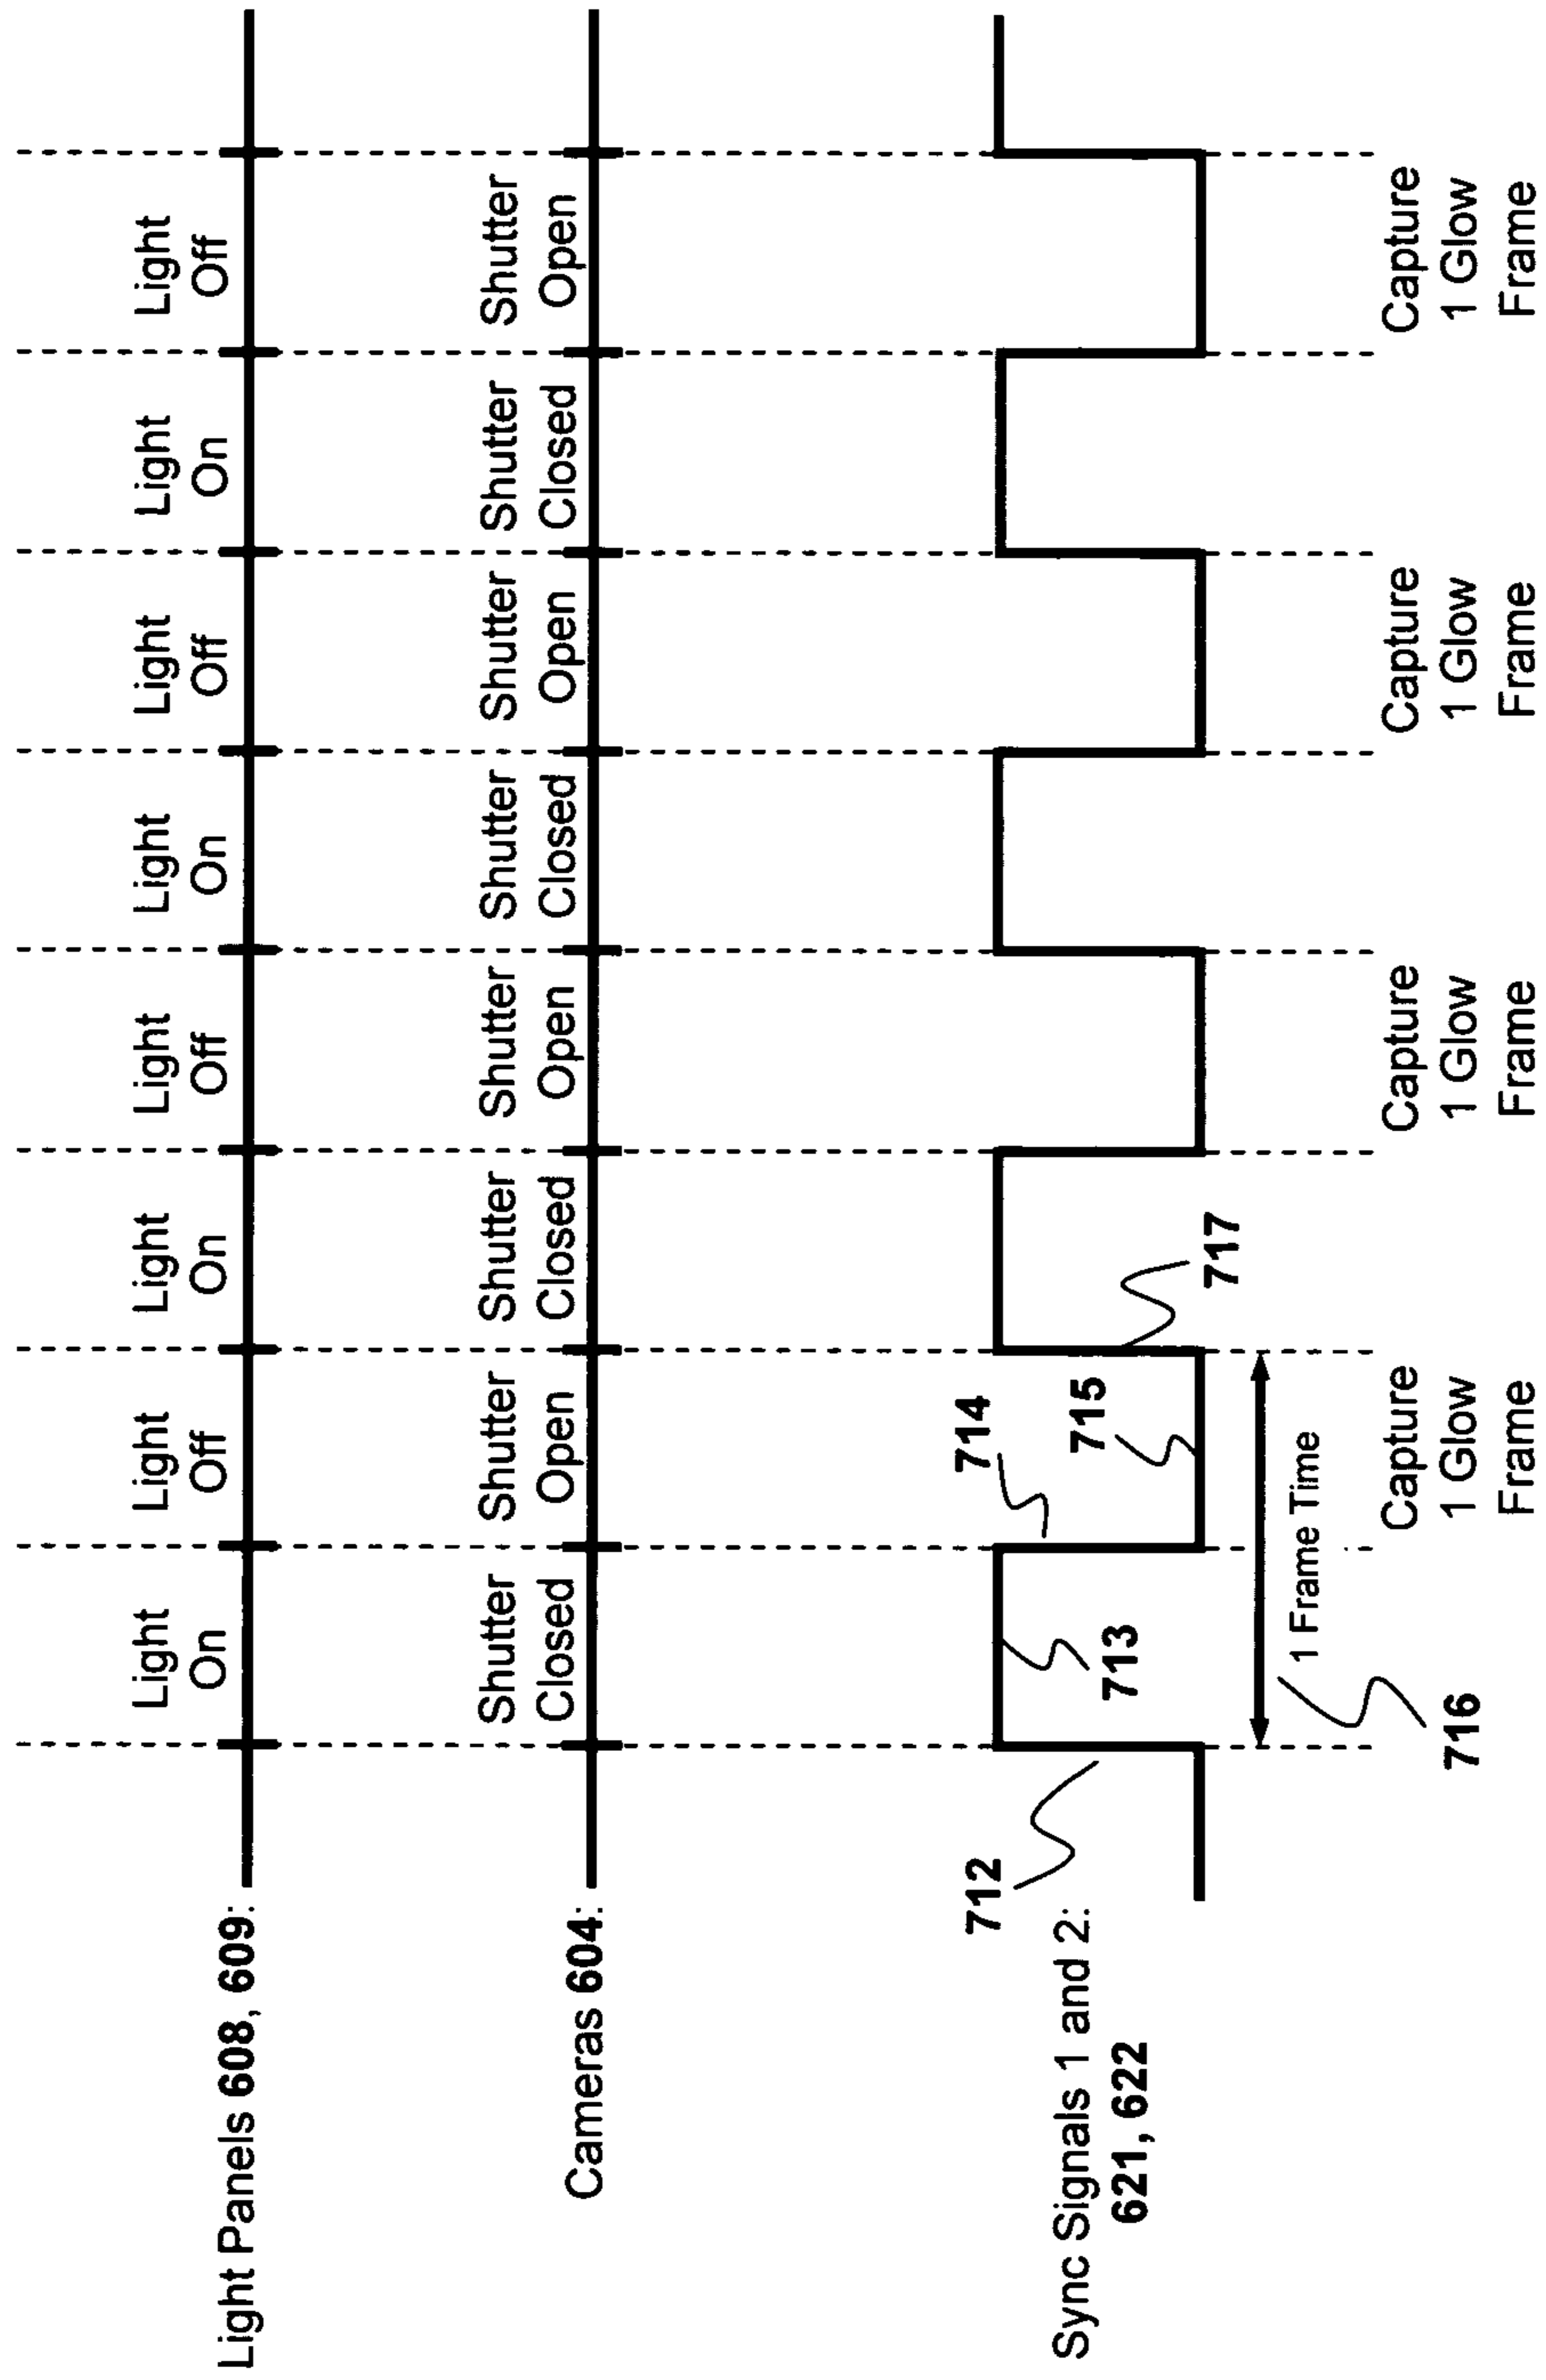 Light Panels 608, 609:
Light
On
Light
Off
Light
On
Light
Off
Light
On
Light
Off
Light
On
Light
Off
Cameras 604:
Shutter
Closed
Shutter
Open
Shutter
Closed
Shutter
Open
Shutter
Closed
Shutter
Open
Shutter
Closed
Shutter
Open
Sync Signals 1 and 2:
621, 622
712
713
714
715
717
1 Frame Time
716
Capture
1 Glow
Frame
Capture
1 Glow
Frame
Capture
1 Glow
Frame
Capture
1 Glow
Frame